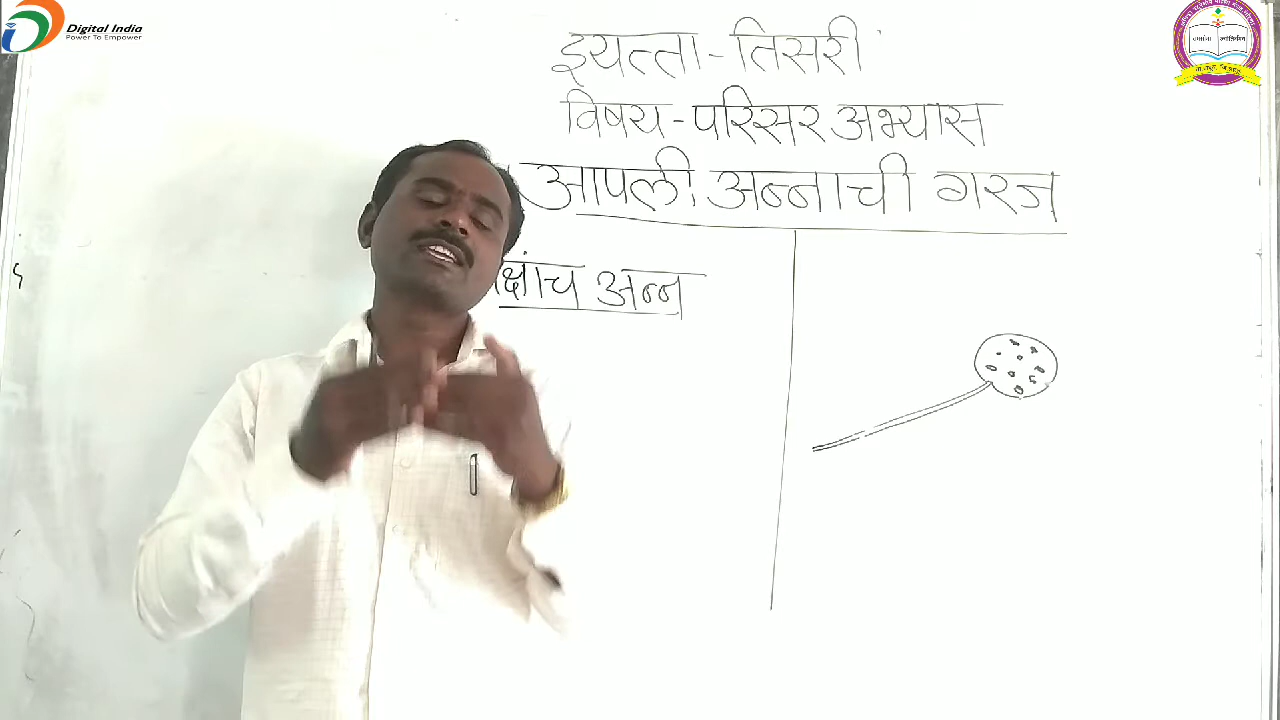 Digital India
Power To Empower
इयत्ता - तिसरी
विषय - परिसर अभ्यास
आपली अन्नाची गरज
अन्न